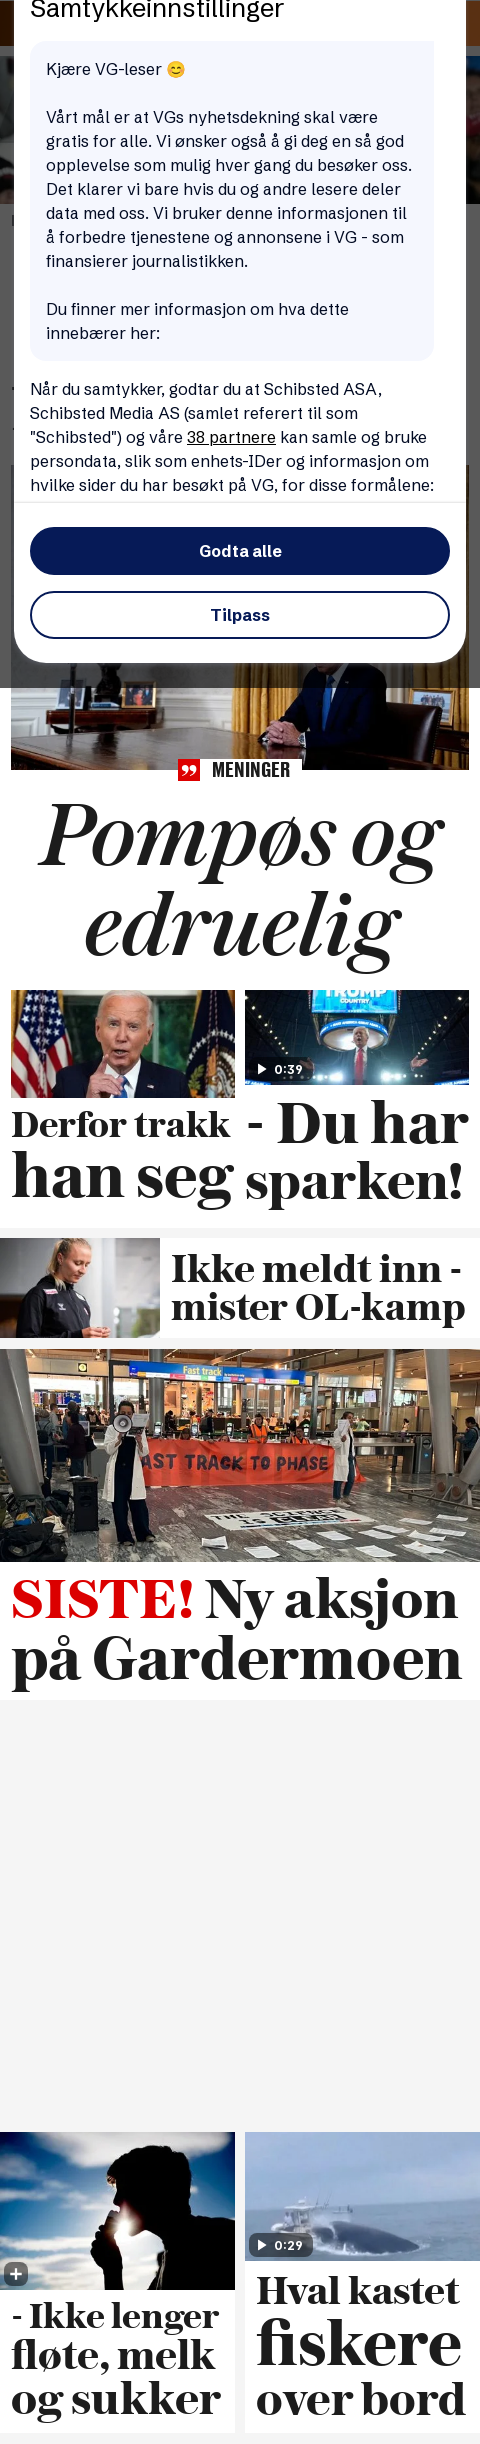 Samtykkeinnstillinger
Kjære VG-leser 😊
Vårt mål er at VGs nyhetsdekning skal være
gratis for alle. Vi ønsker også å gi deg en så god
opplevelse som mulig hver gang du besøker oss.
Det klarer vi bare hvis du og andre lesere deler
data med oss. Vi bruker denne informasjonen til
å forbedre tjenestene og annonsene i VG - som
finansierer journalistikken.
Du finner mer informasjon om hva dette
innebærer her:
Når du samtykker, godtar du at Schibsted ASA,
Schibsted Media AS (samlet referert til som
"Schibsted") og våre 38 partnere kan samle og bruke
persondata, slik som enhets-IDer og informasjon om
hvilke sider du har besøkt på VG, for disse formålene:
Godta alle
Tilpass
MENINGER
Pompøs og
edruelig
TRUMP
COUNTRY
0:39
Derfor trakk
han seg
- Du har
sparken!
Ikke meldt inn -
mister OL-kamp
Fast track
AST TRACK TO PHASE
SISTE! Ny aksjon
på Gardermoen
- Ikke lenger
fløte, melk
og sukker
0:29
Hval kastet
fiskere
over bord